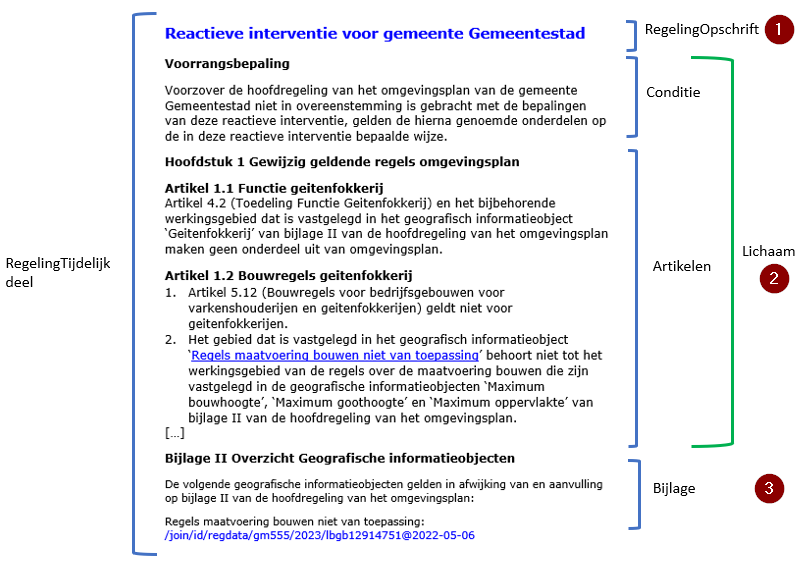 Reactieve interventie voor gemeente Gemeentestad
RegelingOpschrift 1
Voorrangsbepaling
Voorzover de hoofdregeling van het omgevingsplan van de gemeente
Gemeentestad niet in overeenstemming is gebracht met de bepalingen
van deze reactieve interventie, gelden de hierna genoemde onderdelen op
de in deze reactieve interventie bepaalde wijze.
Conditie
Hoofdstuk 1 Gewijzig geldende regels omgevingsplan
Artikel 1.1 Functie geitenfokkerij
Artikel 4.2 (Toedeling Functie Geitenfokkerij) en het bijbehorende
werkingsgebied dat is vastgelegd in het geografisch informatieobject
‘Geitenfokkerij’ van bijlage II van de hoofdregeling van het omgevingsplan
maken geen onderdeel uit van omgevingsplan.
Artikel 1.2 Bouwregels geitenfokkerij
1. Artikel 5.12 (Bouwregels voor bedrijfsgebouwen voor
varkenshouderijen en geitenfokkerijen) geldt niet voor
geitenfokkerijen.
2. Het gebied dat is vastgelegd in het geografisch informatieobject
‘Regels maatvoering bouwen niet van toepassing’ behoort niet tot het
werkingsgebied van de regels over de maatvoering bouwen die zijn
vastgelegd in de geografische informatieobjecten ‘Maximum
bouwhoogte’, ‘Maximum goothoogte’ en ‘Maximum oppervlakte’ van
bijlage II van de hoofdregeling van het omgevingsplan.
[…]
Artikelen
Lichaam
2
RegelingTijdelijk
deel
Bijlage II Overzicht Geografische informatieobjecten
De volgende geografische informatieobjecten gelden in afwijking van en aanvulling
op bijlage II van de hoofdregeling van het omgevingsplan:
Regels maatvoering bouwen niet van toepassing:
/join/id/regdata/gm555/2023/lbgb12914751@2022-05-06
Bijlage 3